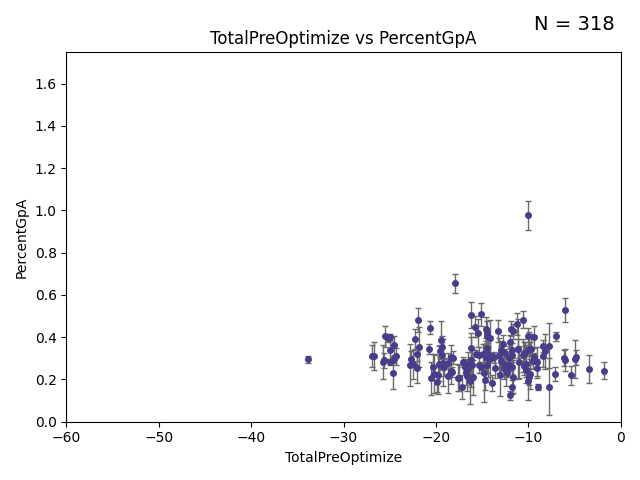 N = 318
TotalPreOptimize vs PercentGpA
1.6
1.4
1.2
1.0
0.8
0.6
0.4
0.2
0.0
PercentGpA
−60 −50 −40 −30 −20 −10 0
TotalPreOptimize